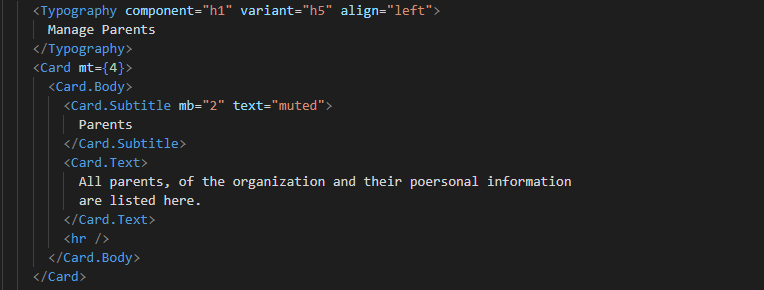 <Typography component="h1" variant="h5" align="left">
Manage Parents
</Typography>
<Card mt={4}>
<Card.Body>
<Card.Subtitle mb="2" text="muted">
Parents
</Card.Subtitle>
<Card.Text>
All parents, of the organization and their poersonal information
are listed here.
</Card.Text>
<hr />
</Card.Body>
</Card>